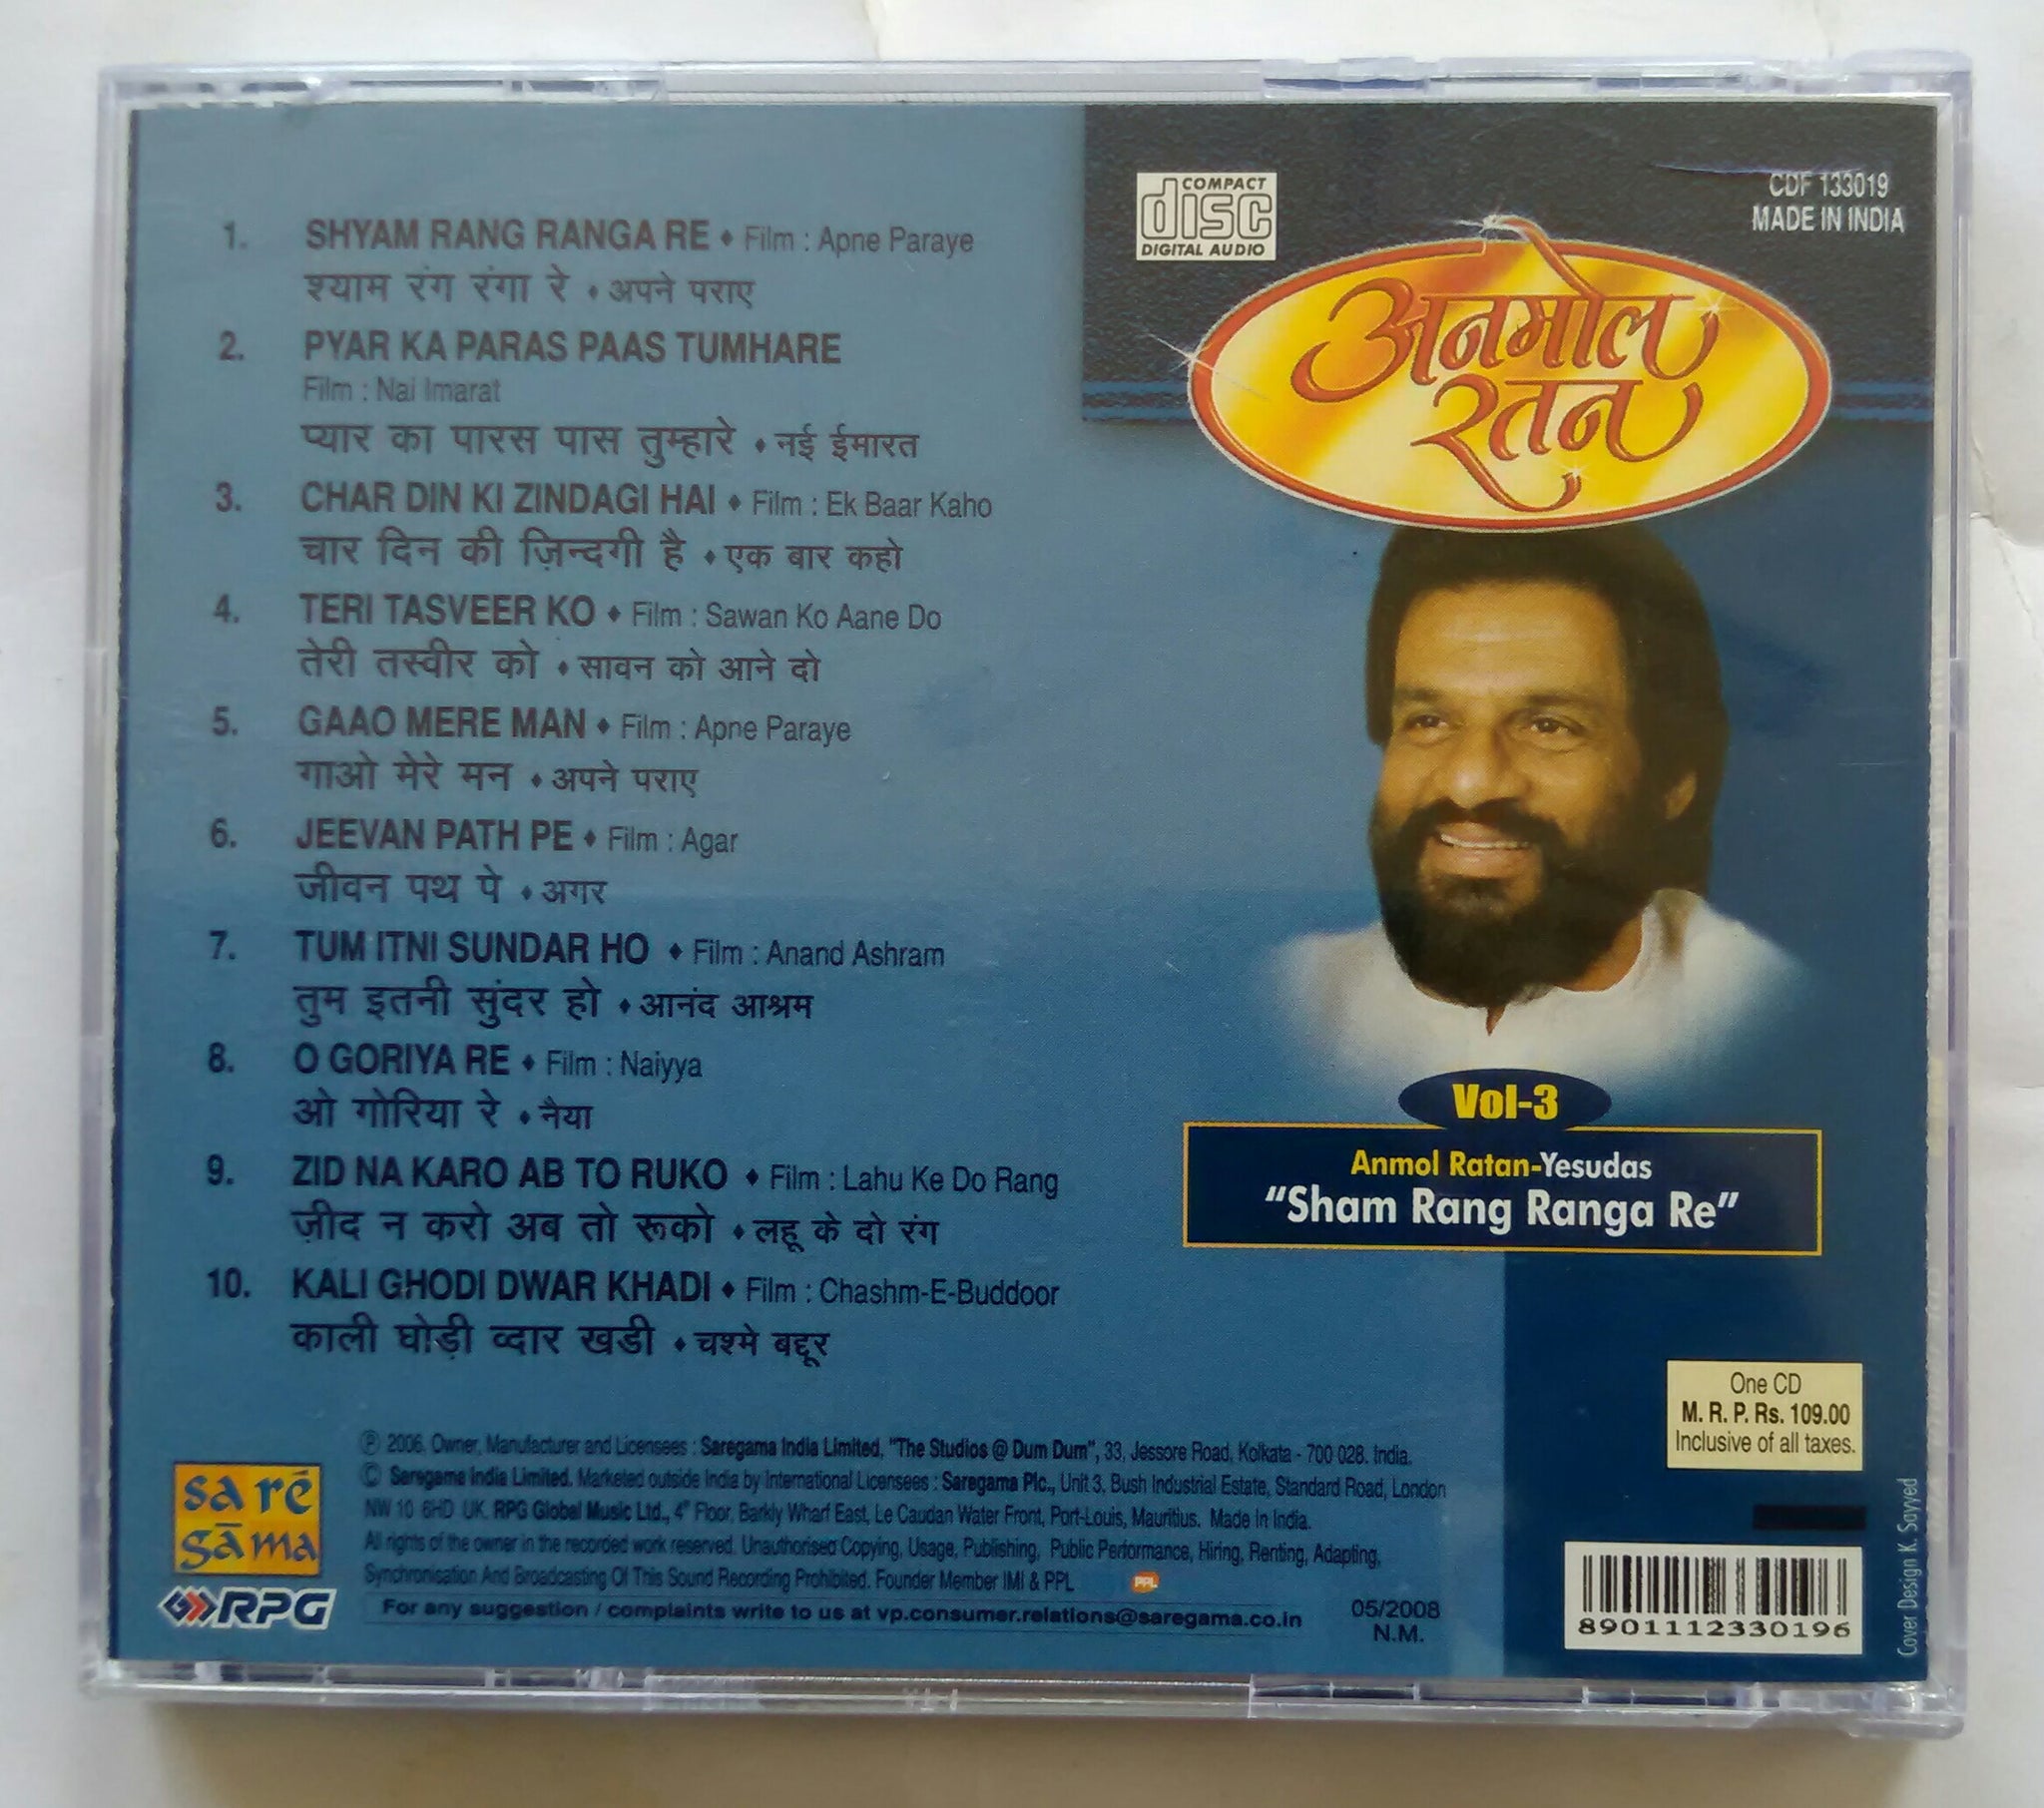 1. SHYAM RANG RANGA RE ♦ Film : Apne Paraye
श्याम रंग रंगा रे ♦ अपने पराए
2. PYAR KA PARAS PAAS TUMHARE
Film : Nai Imarat
प्यार का पारस पास तुम्हारे ♦ नई ईमारत
3. CHAR DIN KI ZINDAGI HAI ♦ Film : Ek Baar Kaho
चार दिन की ज़िन्दगी है ♦ एक बार कहो
4. TERI TASVEER KO ♦ Film : Sawan Ko Aane Do
तेरी तस्वीर को ♦ सावन को आने दो
5. GAAO MERE MAN ♦ Film : Apne Paraye
गाओ मेरे मन ♦ अपने पराए
6. JEEVAN PATH PE ♦ Film : Agar
जीवन पथ पे ♦ अगर
7. TUM ITNI SUNDAR HO ♦ Film : Anand Ashram
तुम इतनी सुंदर हो ♦ आनंद आश्रम
8. O GORIYA RE ♦ Film : Naiyya
ओ गोरिया रे ♦ नैया
9. ZID NA KARO AB TO RUKO ♦ Film : Lahu Ke Do Rang
ज़ीद न करो अब तो रूको ♦ लहू के दो रंग
10. KALI GHODI DWAR KHADI ♦ Film : Chashm-E-Buddoor
काली घोड़ी व्दार खडी ♦ चश्मे बद्दूर
COMPACT
disc
DIGITAL AUDIO
CDF 133019
MADE IN INDIA
अनमोल
रतन
Vol-3
Anmol Ratan-Yesudas
"Sham Rang Ranga Re"
One CD
M. R. P. Rs. 109.00
Inclusive of all taxes.
sa ré
gā ma
RPG
Ⓟ 2006. Owner, Manufacturer and Licensees : Saregama India Limited, "The Studios @ Dum Dum", 33, Jessore Road, Kolkata - 700 028. India.
© Saregama India Limited. Marketed outside India by International Licensees : Saregama Plc., Unit 3, Bush Industrial Estate, Standard Road, London
NW 10 6HD UK. RPG Global Music Ltd., 4" Floor, Barkly Wharf East, Le Caudan Water Front, Port-Louis, Mauritius. Made in India.
All rights of the owner in the recorded work reserved. Unauthorised Copying, Usage, Publishing, Public Performance, Hiring, Renting, Adapting,
Synchronisation And Broadcasting Of This Sound Recording Prohibited. Founder Member IMI & PPL PPL
For any suggestion / complaints write to us at vp.consumer.relations@saregama.co.in
05/2008
N.M.
8901112330196
Cover Design K. Sayyed